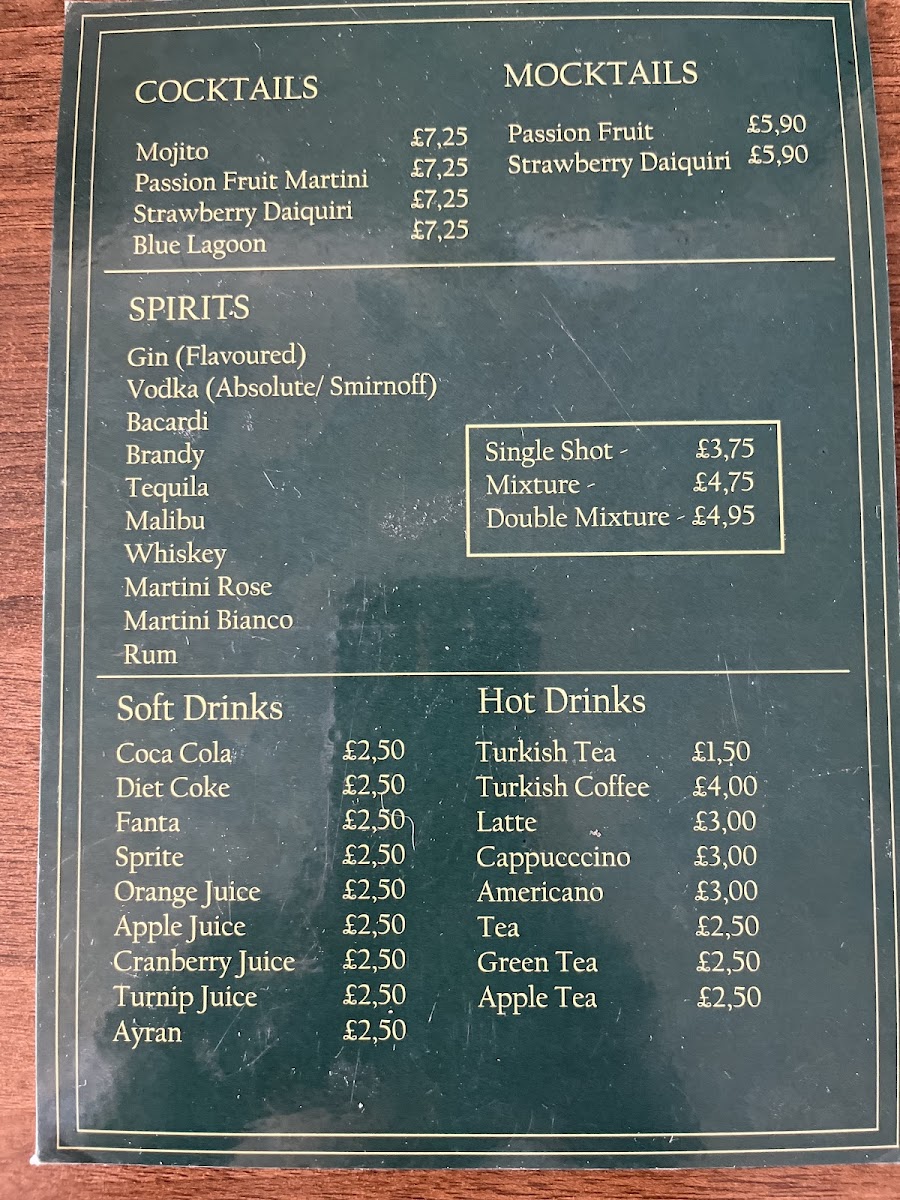 COCKTAILS
Mojito £7,25
Passion Fruit Martini £7,25
Strawberry Daiquiri £7,25
Blue Lagoon £7,25
MOCKTAILS
Passion Fruit £5,90
Strawberry Daiquiri £5,90
SPIRITS
Gin (Flavoured)
Vodka (Absolute/ Smirnoff)
Bacardi
Brandy
Tequila
Malibu
Whiskey
Martini Rose
Martini Bianco
Rum
Single Shot - £3,75
Mixture - £4,75
Double Mixture - £4,95
Soft Drinks
Coca Cola £2,50
Diet Coke £2,50
Fanta £2,50
Sprite £2,50
Orange Juice £2,50
Apple Juice £2,50
Cranberry Juice £2,50
Turnip Juice £2,50
Ayran £2,50
Hot Drinks
Turkish Tea £1,50
Turkish Coffee £4,00
Latte £3,00
Cappucccino £3,00
Americano £3,00
Tea £2,50
Green Tea £2,50
Apple Tea £2,50